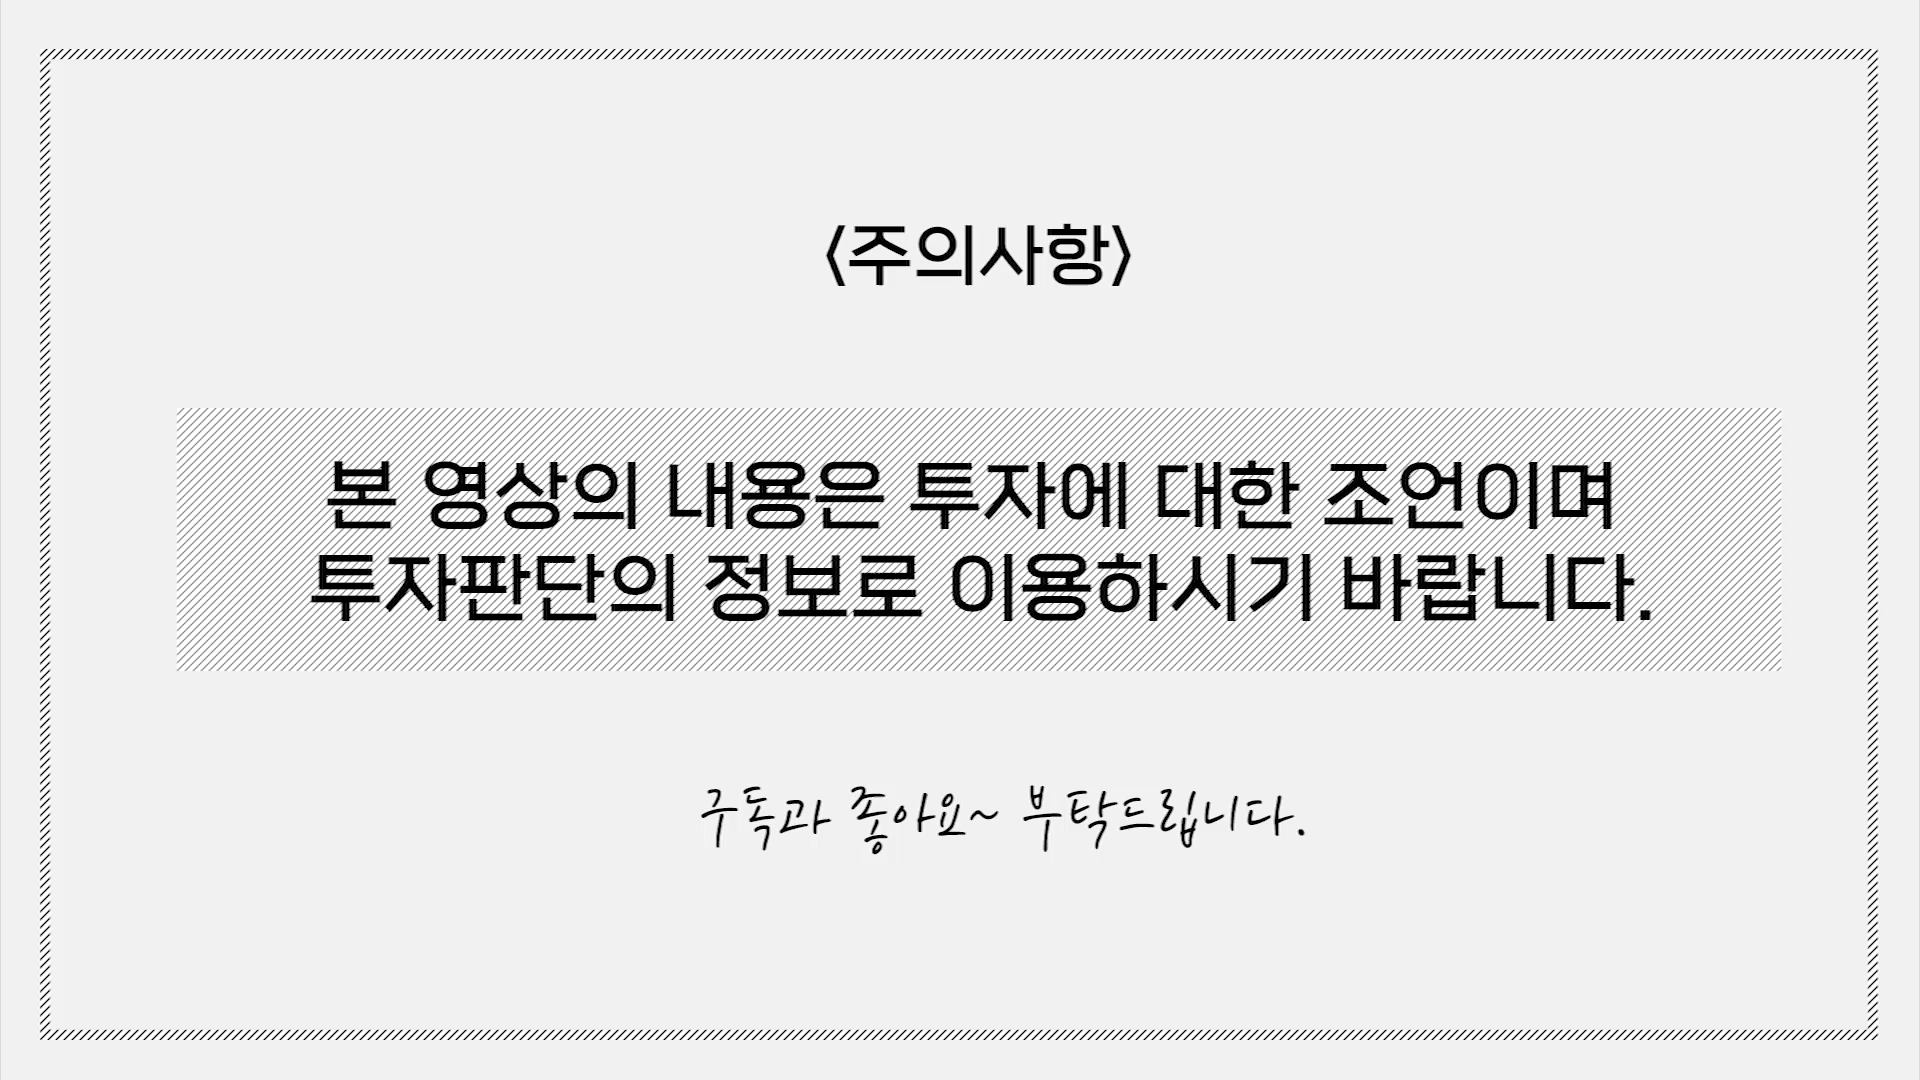 <주의사항>
본 영상의 내용은 투자에 대한 조언이며
투자판단의 정보로 이용하시기 바랍니다.
구독과 좋아요~ 부탁드립니다.